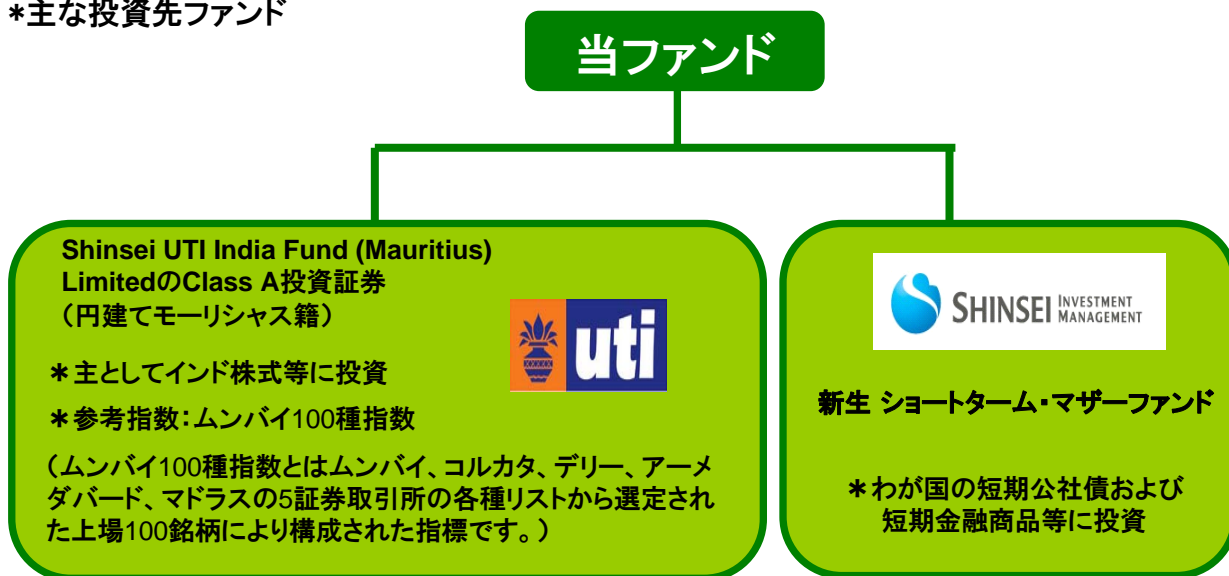 *主な投資先ファンド
当ファンド
Shinsei UTI India Fund (Mauritius)
LimitedのClass A投資証券
(円建てモーリシャス籍)
uti
*主としてインド株式等に投資
*参考指数:ムンバイ100種指数
(ムンバイ100種指数とはムンバイ、コルカタ、デリー、アーメ
ダバード、マドラスの5証券取引所の各種リストから選定され
た上場100銘柄により構成された指標です。)
SHINSEI INVESTMENT
MANAGEMENT
新生 ショートターム・マザーファンド
*わが国の短期公社債および
短期金融商品等に投資